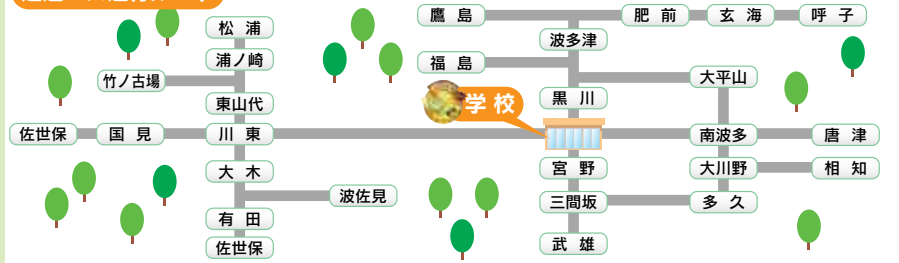 松浦
浦ノ崎
竹ノ古場
東山代
佐世保
国見
川東
大木
波佐見
有田
佐世保
鷹島
肥前
玄海
呼子
波多津
福島
大平山
黒川
学校
南波多
唐津
宮野
大川野
相知
三間坂
多久
武雄